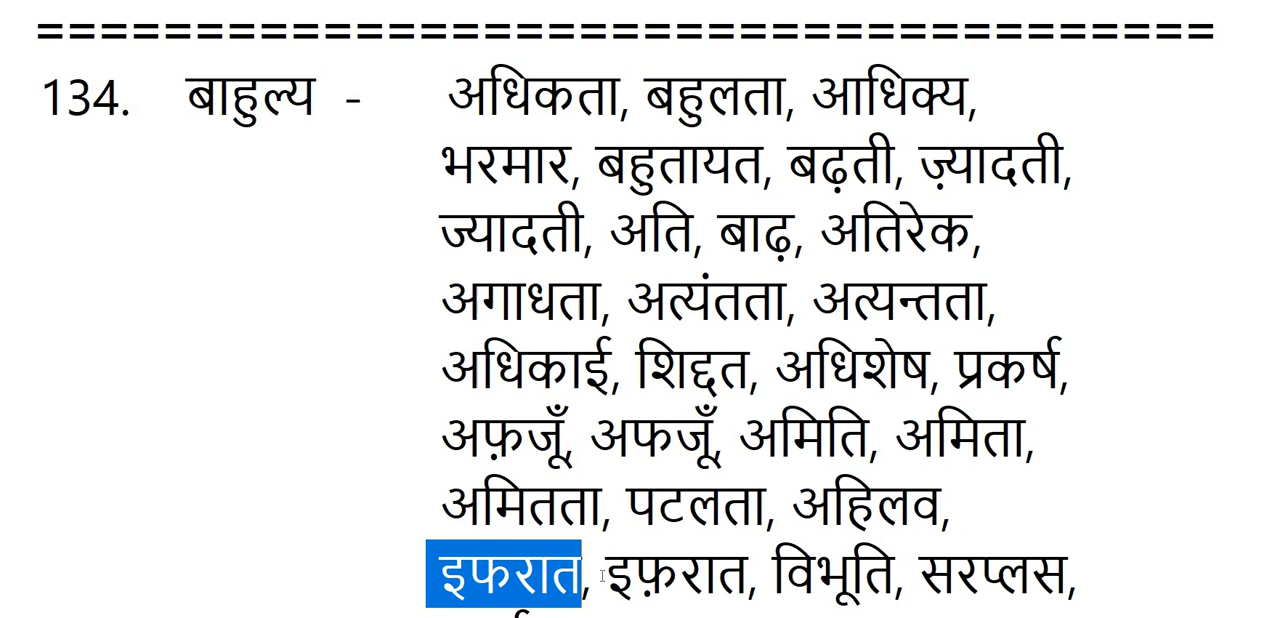 ===================================
134. बाहुल्य - अधिकता, बहुलता, आधिक्य,
भरमार, बहुतायत, बढ़ती, ज़्यादती,
ज्यादती, अति, बाढ़, अतिरेक,
अगाधता, अत्यंतता, अत्यन्तता,
अधिकाई, शिद्दत, अधिशेष, प्रकर्ष,
अफ़जूँ, अफजूँ, अमिति, अमिता,
अमितता, पटलता, अहिलव,
इफरात, इफ़रात, विभूति, सरप्लस,